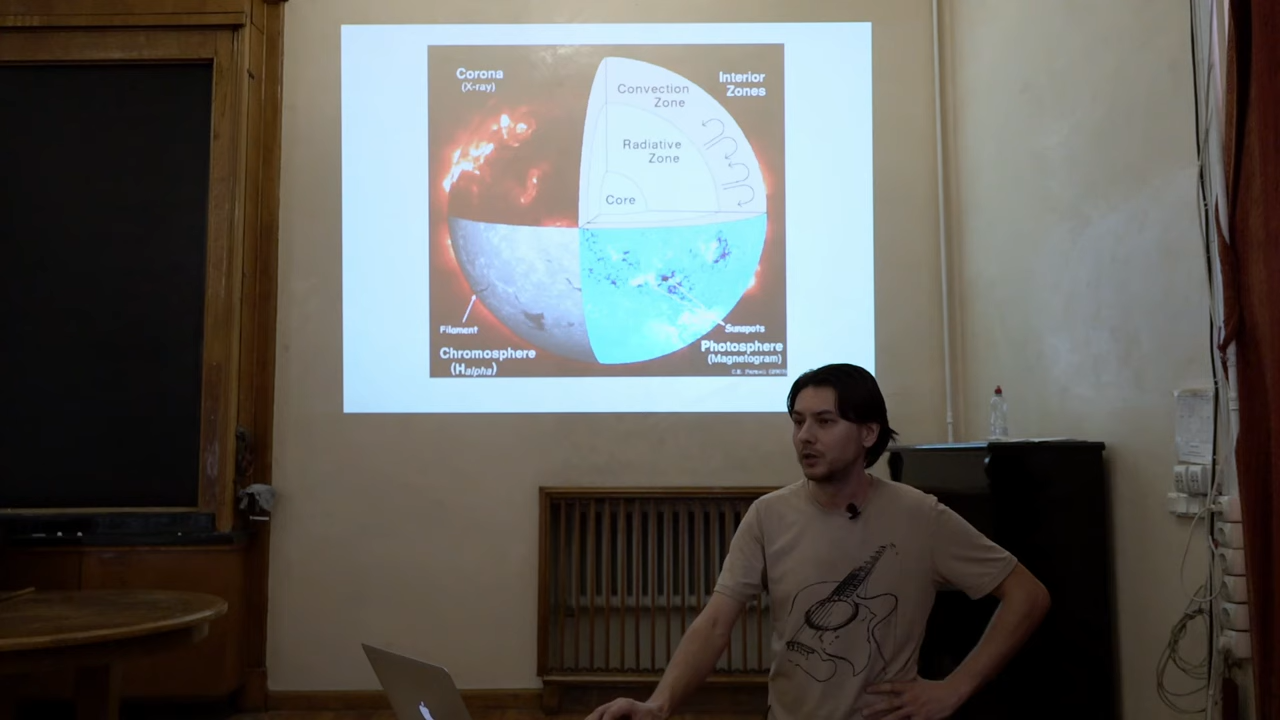 Corona
(X-ray)
Interior
Zones
Convection
Zone
Radiative
Zone
Core
Filament
Sunspots
Chromosphere
(Halpha)
Photosphere
(Magnetogram)